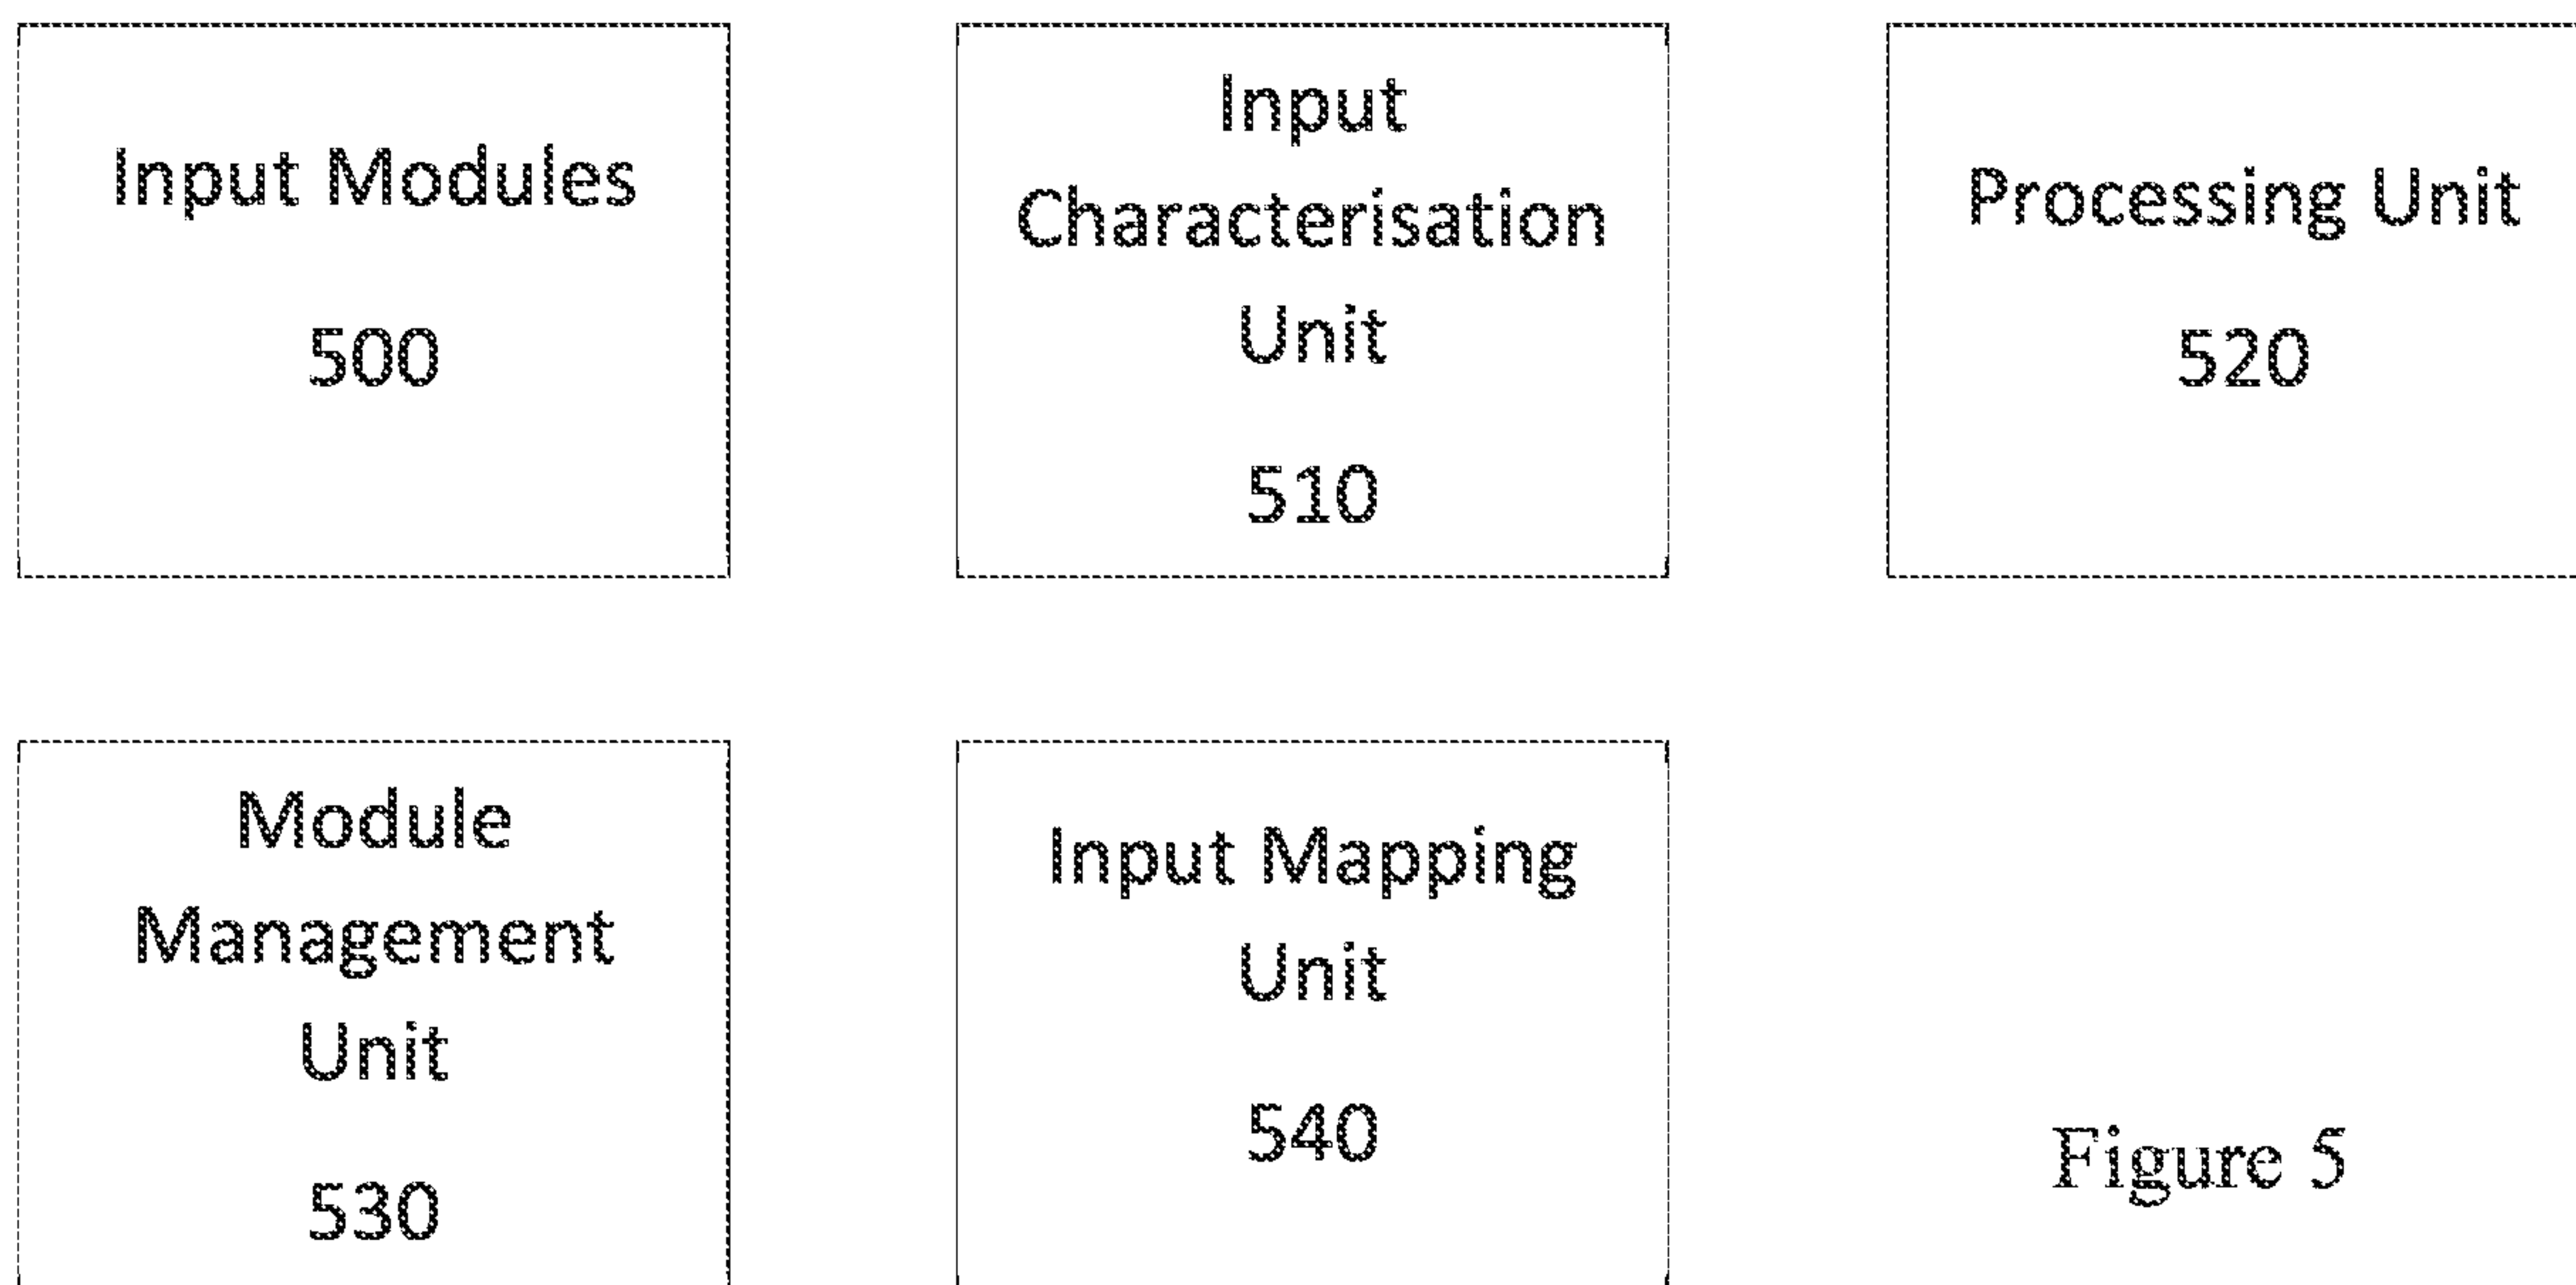 Input Modules
500
Input
Characterisation
Unit
510
Processing Unit
520
Module
Management
Unit
530
Input Mapping
Unit
540
Figure 5